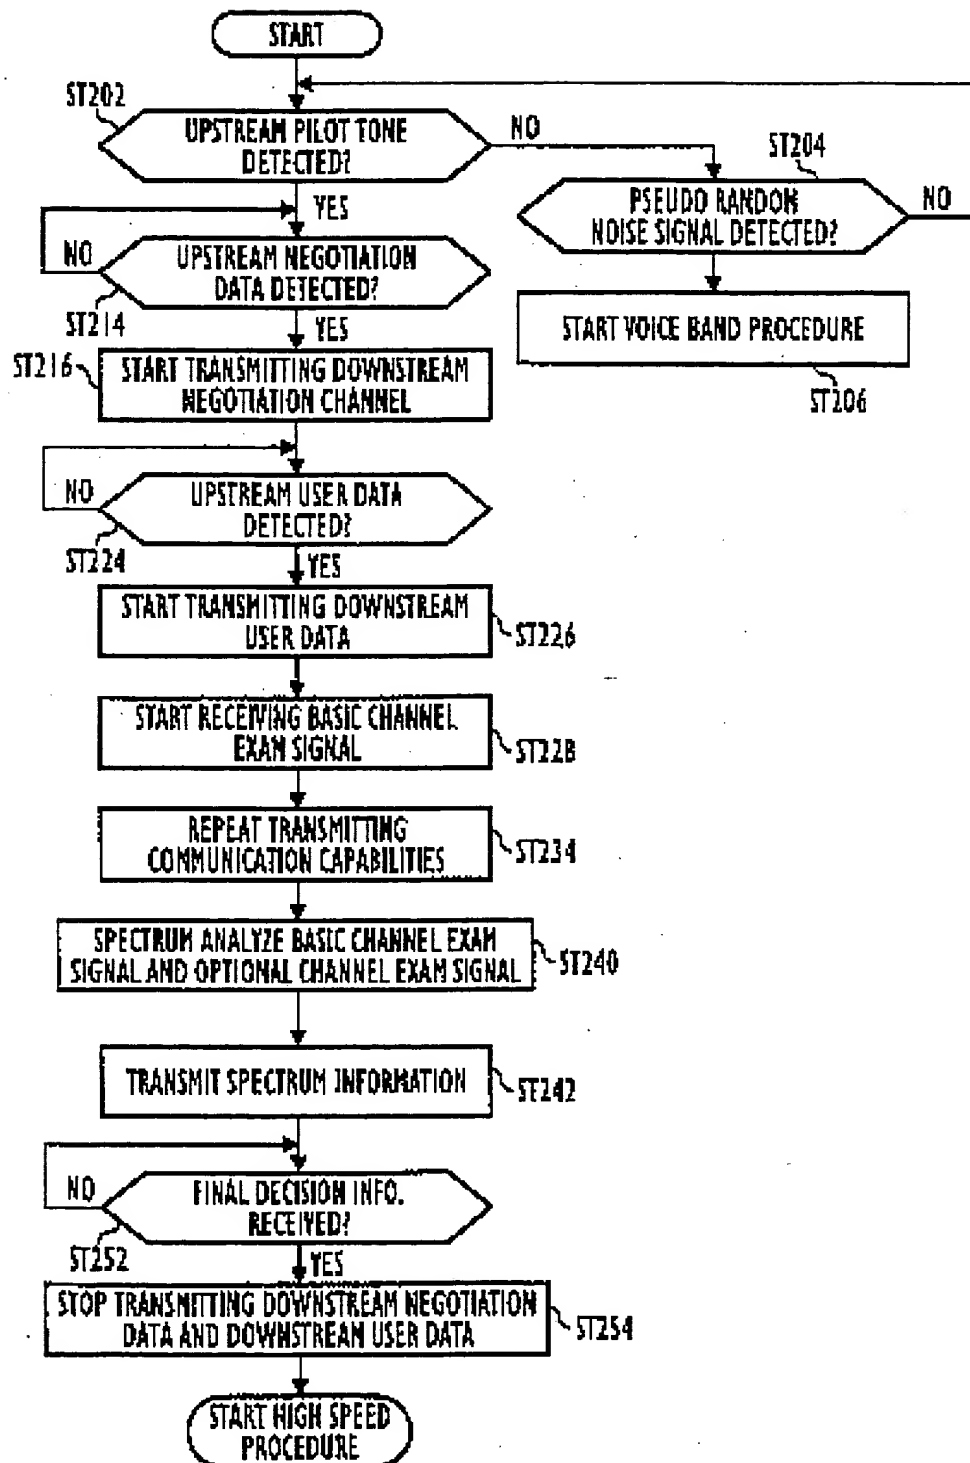 START
ST202
UPSTREAM PILOT TONE
DETECTED?
NO
ST204
PSEUDO RANDOM
NOISE SIGNAL DETECTED?
NO
YES
NO
UPSTREAM NEGOTIATION
DATA DETECTED?
ST214
YES
START VOICE BAND PROCEDURE
ST206
ST216
START TRANSMITTING DOWNSTREAM
NEGOTIATION CHANNEL
NO
UPSTREAM USER DATA
DETECTED?
ST224
YES
START TRANSMITTING DOWNSTREAM
USER DATA
ST226
START RECEIVING BASIC CHANNEL
EXAM SIGNAL
ST228
REPEAT TRANSMITTING
COMMUNICATION CAPABILITIES
ST234
SPECTRUM ANALYZE BASIC CHANNEL EXAM
SIGNAL AND OPTIONAL CHANNEL EXAM SIGNAL
ST240
TRANSMIT SPECTRUM INFORMATION
ST242
NO
FINAL DECISION INFO.
RECEIVED?
ST252
YES
STOP TRANSMITTING DOWNSTREAM NEGOTIATION
DATA AND DOWNSTREAM USER DATA
ST254
START HIGH SPEED
PROCEDURE